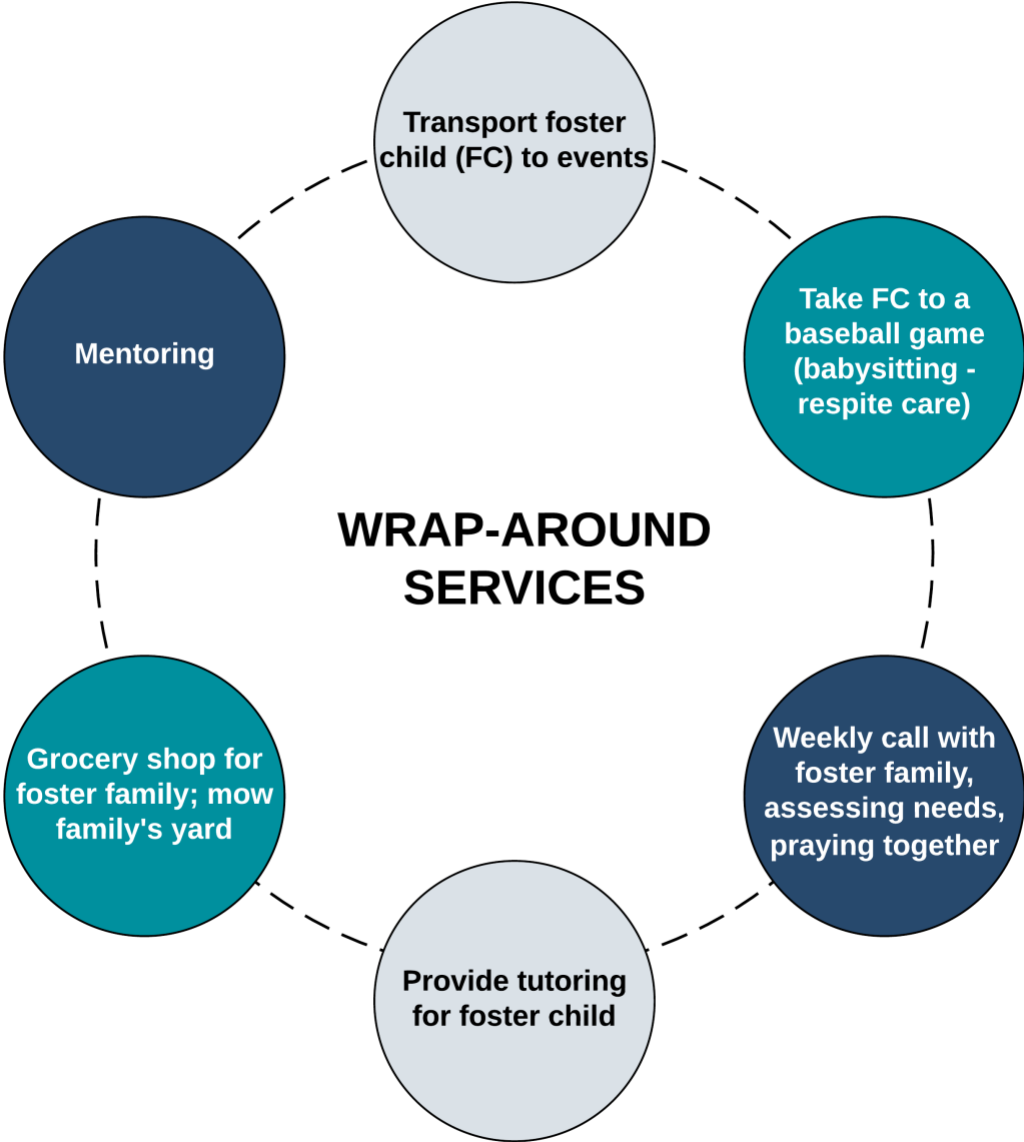 Transport foster
child (FC) to events
Take FC to a
baseball game
(babysitting -
respite care)
Mentoring
WRAP-AROUND
SERVICES
Weekly call with
foster family,
assessing needs,
praying together
Grocery shop for
foster family; mow
family's yard
Provide tutoring
for foster child